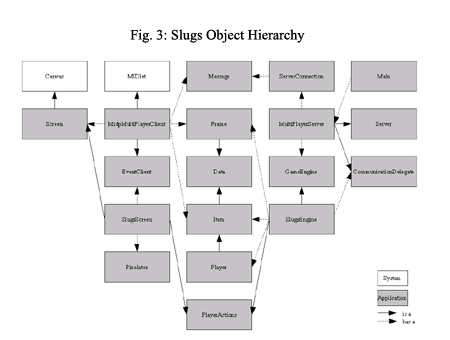 Fig. 3: Slugs Object Hierarchy
Canvas MIDlet Message ServerConnection Main
Screen MidpMultiPlayerClient Frame MultiPlayerServer Server
EventClient Data GameEngine CommunicationDelegate
SlugsScreen Item SlugsEngine
Pixelator Player
PlayerActions
System
Application
is a
has a